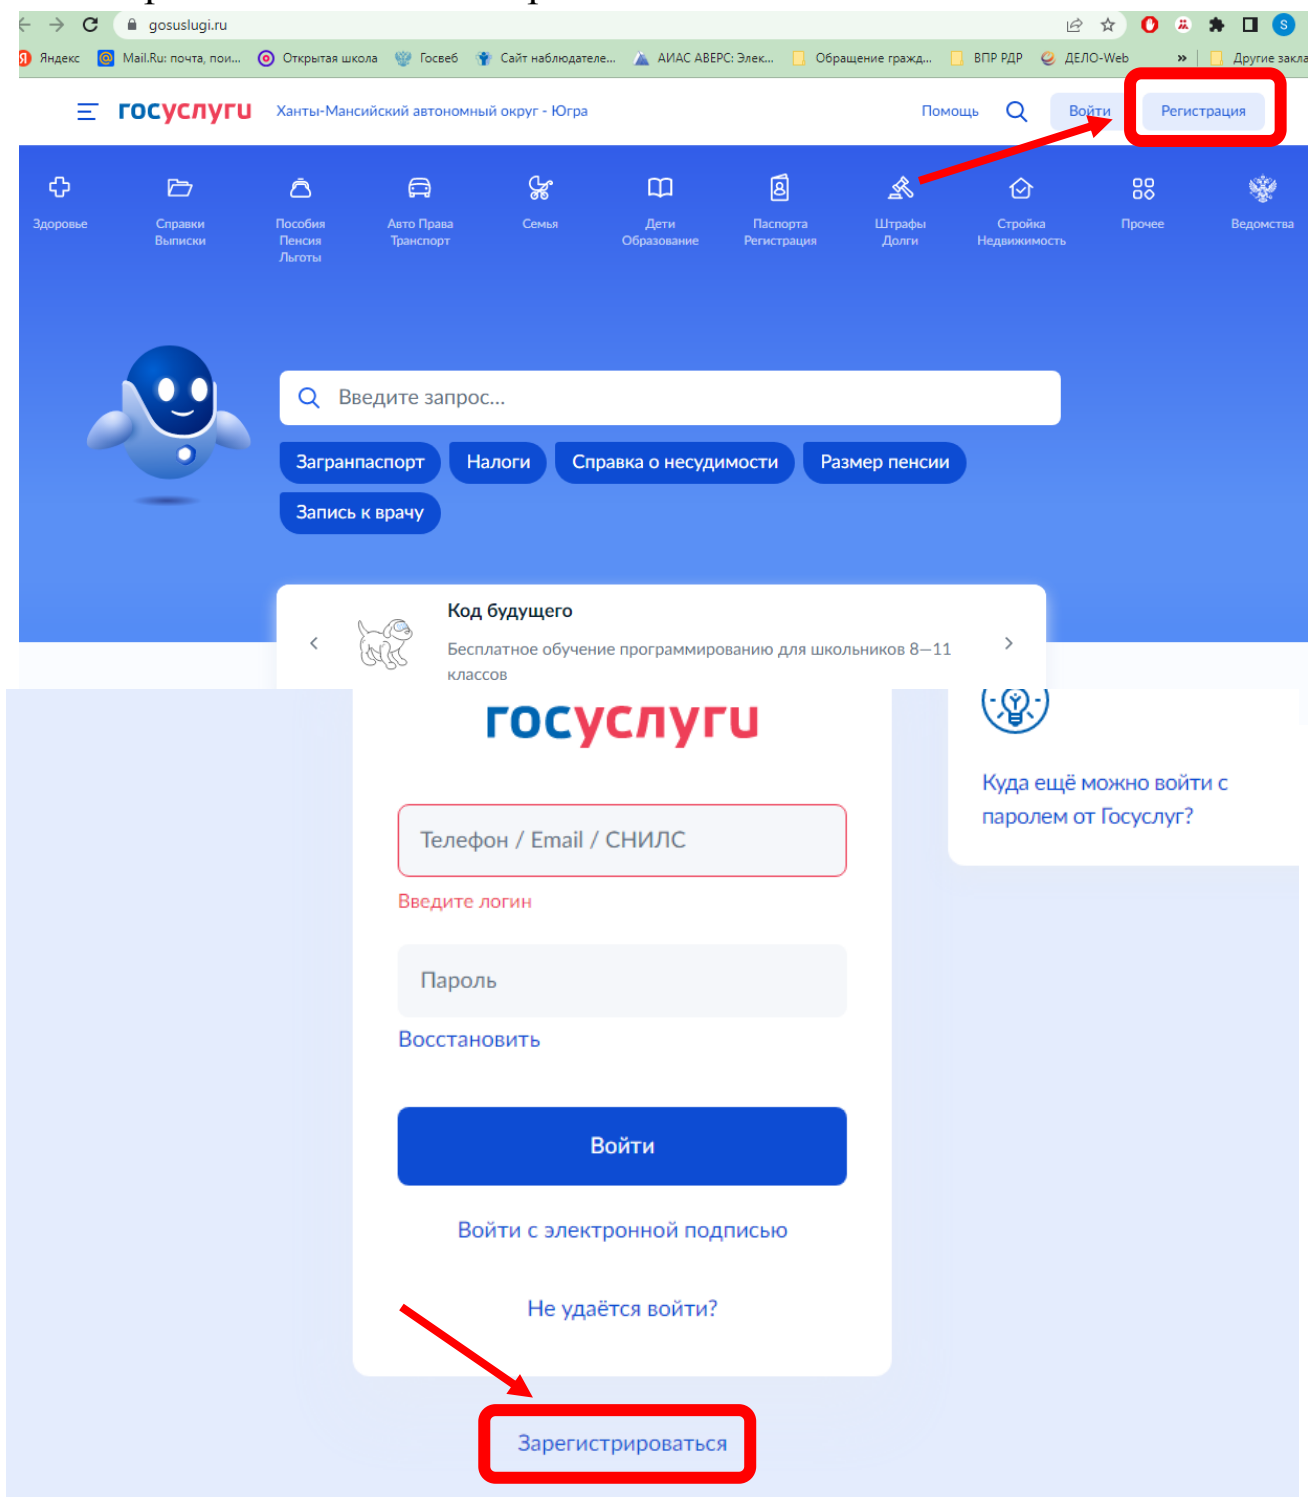 gosuslugi.ru
Яндекс Mail.Ru: почта, пои... Открытая школа Госвеб Сайт наблюдателе... АИАС АВЕРС: Элек... Обращение гражд... ВПР РДР ДЕЛО-Web » Другие закла
госуслуги Ханты-Мансийский автономный округ - Югра Помощь Войти Регистрация
Здоровье
Справки
Выписки
Пособия
Пенсия
Льготы
Авто Права
Транспорт
Семья
Дети
Образование
Паспорта
Регистрация
Штрафы
Долги
Стройка
Недвижимость
Прочее
Ведомства
Введите запрос...
Загранпаспорт Налоги Справка о несудимости Размер пенсии
Запись к врачу
Код будущего
Бесплатное обучение программированию для школьников 8—11
классов
госуслуги
Куда ещё можно войти с
паролем от Госуслуг?
Телефон / Email / СНИЛС
Введите логин
Пароль
Восстановить
Войти
Войти с электронной подписью
Не удаётся войти?
Зарегистрироваться